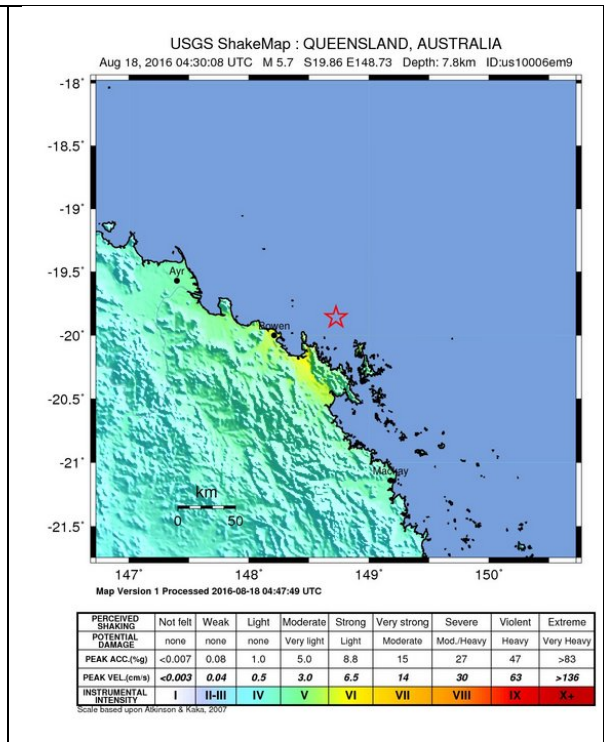 USGS ShakeMap : QUEENSLAND, AUSTRALIA
Aug 18, 2016 04:30:08 UTC M 5.7 S19.86 E148.73 Depth: 7.8km ID:us10006em9
-18°
-18.5°
-19°
-19.5°
Ayr
-20°
Bowen
-20.5°
-21°
Mackay
km
0 50
-21.5°
147° 148° 149° 150°
Map Version 1 Processed 2016-08-18 04:47:49 UTC
PERCEIVED SHAKING Not felt Weak Light Moderate Strong Very strong Severe Violent Extreme
POTENTIAL DAMAGE none none none Very light Light Moderate Mod./Heavy Heavy Very Heavy
PEAK ACC.(%g) <0.007 0.08 1.0 5.0 8.8 15 27 47 >83
PEAK VEL.(cm/s) <0.003 0.04 0.5 3.0 6.5 14 30 63 >136
INSTRUMENTAL INTENSITY I II-III IV V VI VII VIII IX X+
Scale based upon Atkinson & Kaka, 2007